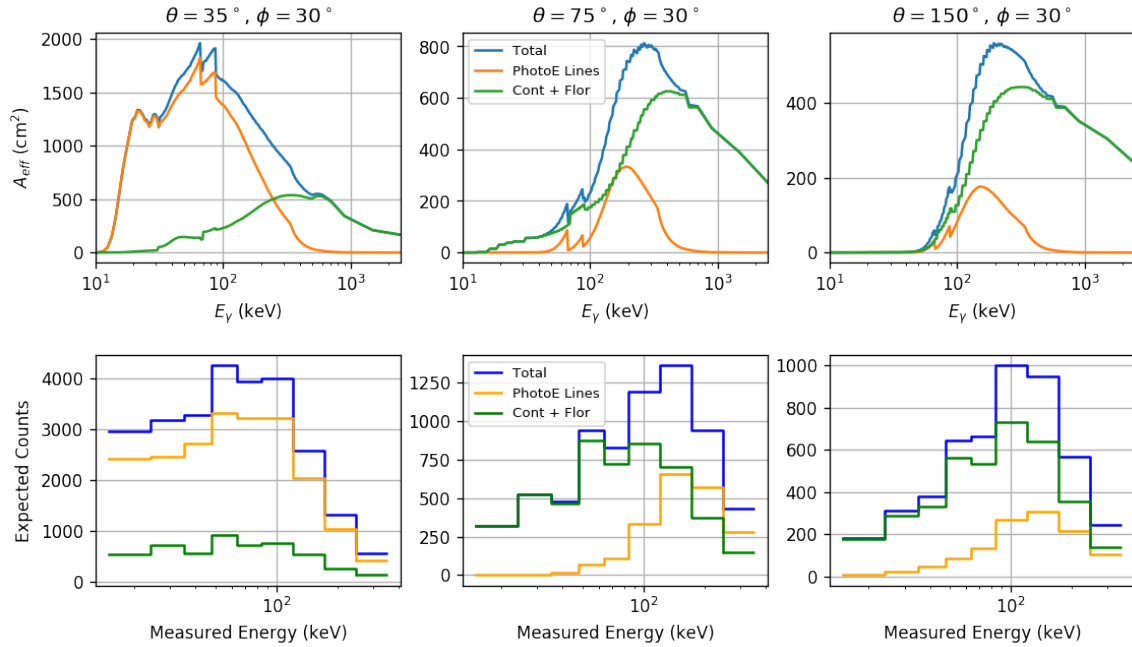 θ = 35°, ϕ = 30°
θ = 75°, ϕ = 30°
θ = 150°, ϕ = 30°
A_eff (cm²)
2000
1500
1000
500
0
10¹
10²
10³
E_γ (keV)
800
600
400
200
0
Total
PhotoE Lines
Cont + Flor
10¹
10²
10³
E_γ (keV)
400
200
0
10¹
10²
10³
E_γ (keV)
Expected Counts
4000
3000
2000
1000
0
10²
Measured Energy (keV)
1250
1000
750
500
250
0
Total
PhotoE Lines
Cont + Flor
10²
Measured Energy (keV)
1000
800
600
400
200
0
10²
Measured Energy (keV)